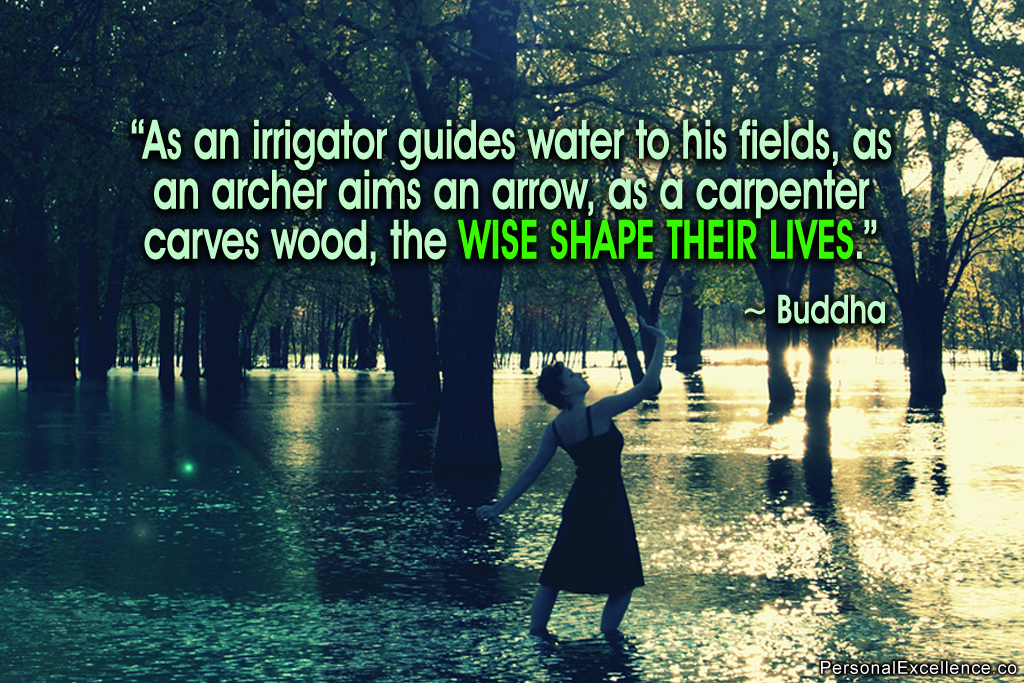 “As an irrigator guides water to his fields, as
an archer aims an arrow, as a carpenter
carves wood, the WISE SHAPE THEIR LIVES.”
~ Buddha
PersonalExcellence.co